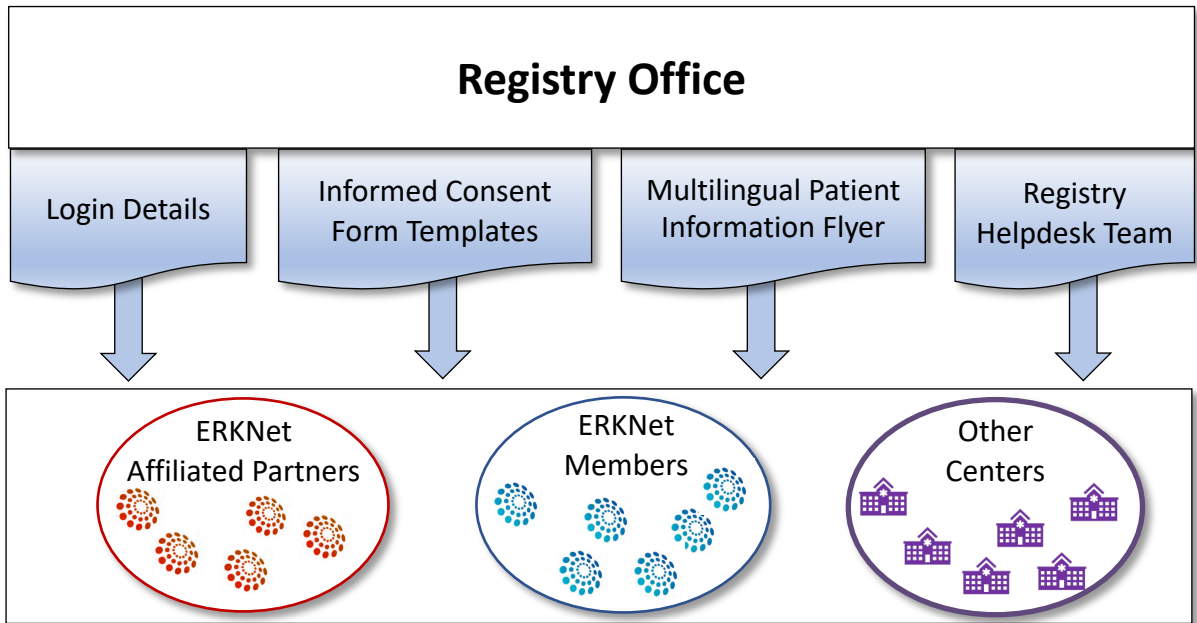 Registry Office
Login Details
Informed Consent
Form Templates
Multilingual Patient
Information Flyer
Registry
Helpdesk Team
ERKNet
Affiliated Partners
ERKNet
Members
Other
Centers